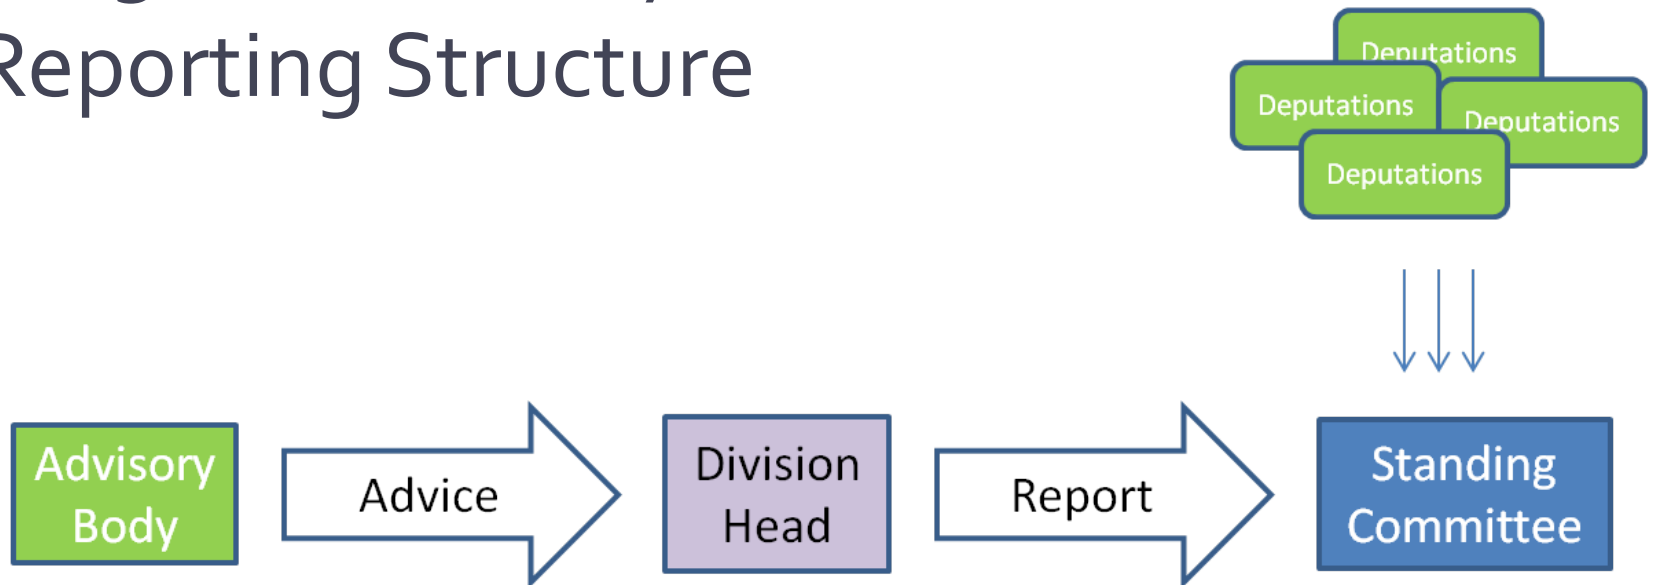 Reporting Structure
Deputations
Deputations
Deputations
Deputations
Advisory
Body
Advice
Division
Head
Report
Standing
Committee